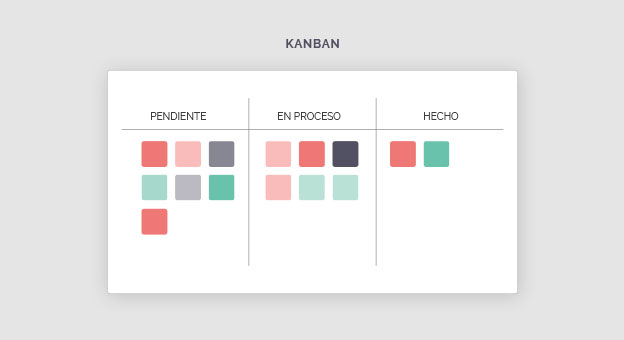 KANBAN
PENDIENTE
EN PROCESO
HECHO